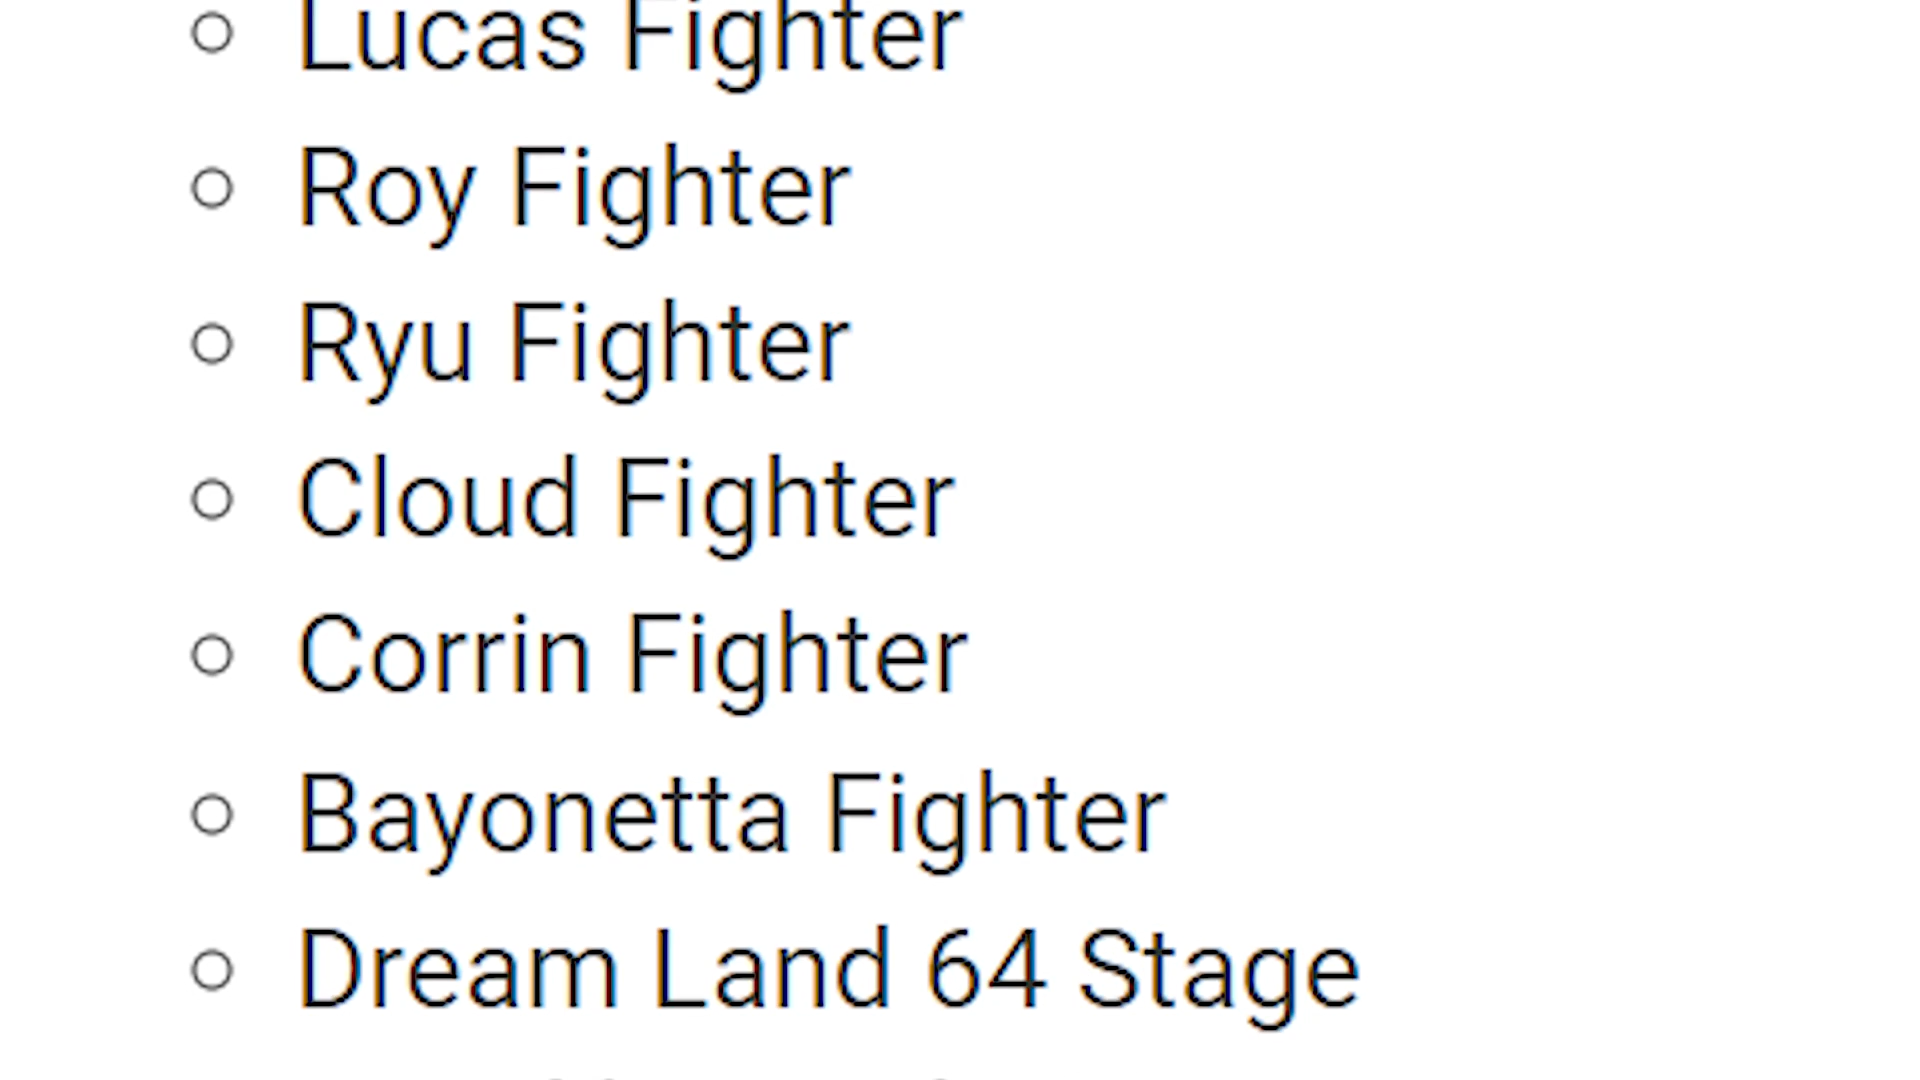 Lucas Fighter
Roy Fighter
Ryu Fighter
Cloud Fighter
Corrin Fighter
Bayonetta Fighter
Dream Land 64 Stage